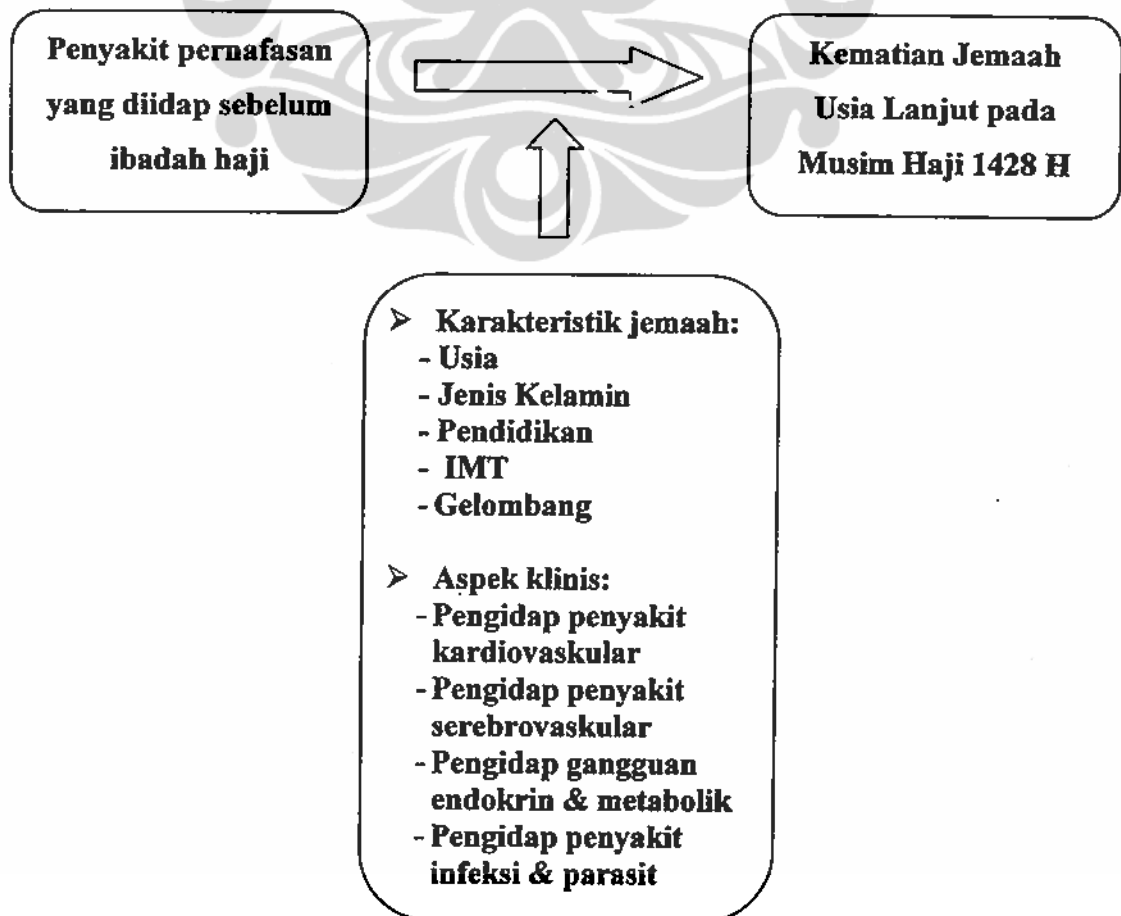 Penyakit pernafasan
yang diidap sebelum
ibadah haji
Kematian Jemaah
Usia Lanjut pada
Musim Haji 1428 H
➢ Karakteristik jemaah:
- Usia
- Jenis Kelamin
- Pendidikan
- IMT
- Gelombang
➢ Aspek klinis:
- Pengidap penyakit
kardiovaskular
- Pengidap penyakit
serebrovaskular
- Pengidap gangguan
endokrin & metabolik
- Pengidap penyakit
infeksi & parasit